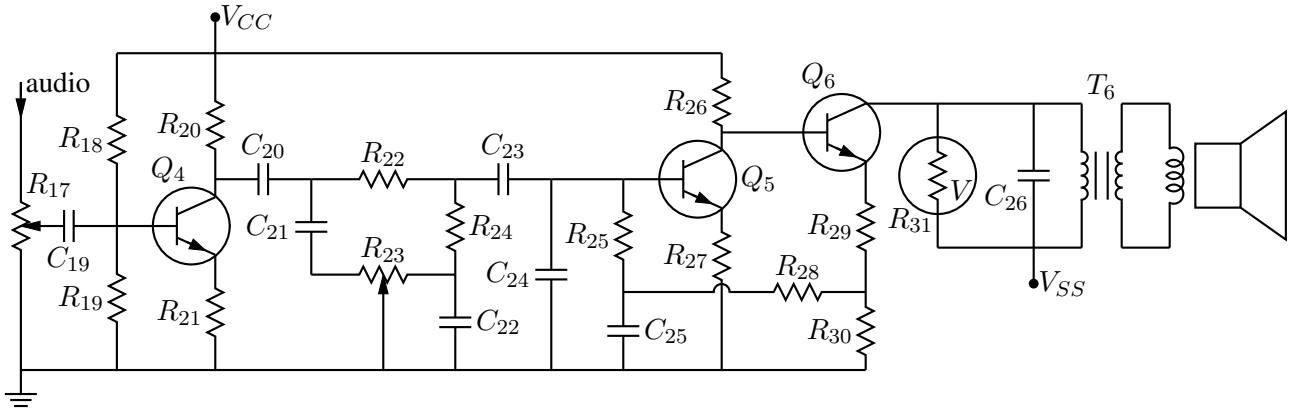 V_CC
audio
Q_6
T_6
R_26
R_18
R_20
C_20
R_22
C_23
Q_4
Q_5
R_17
V
C_26
R_31
C_21
R_24
R_25
R_29
C_19
R_23
R_27
R_28
C_24
V_SS
R_19
R_21
C_22
C_25
R_30